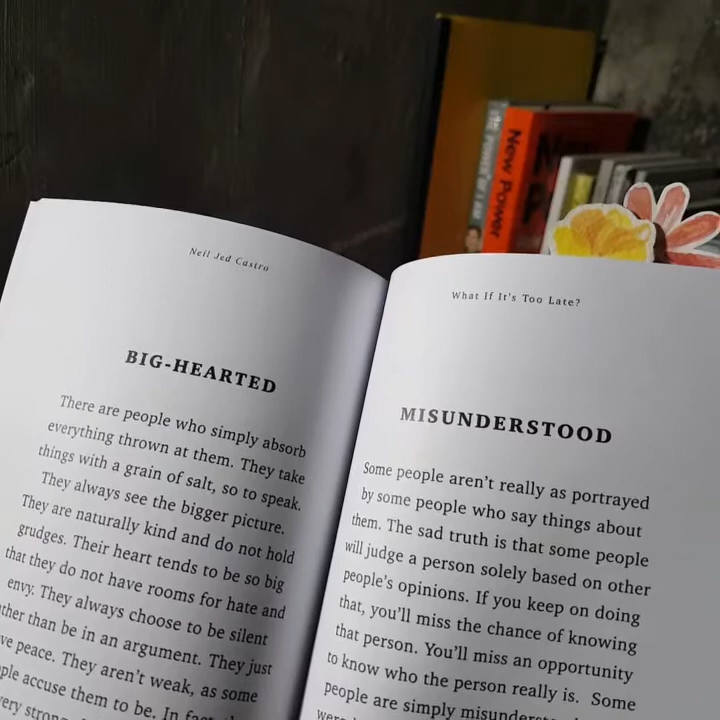 Neil Jed Castro
BIG-HEARTED
There are people who simply absorb
everything thrown at them. They take
things with a grain of salt, so to speak.
They always see the bigger picture.
They are naturally kind and do not hold
grudges. Their heart tends to be so big
that they do not have rooms for hate and
envy. They always choose to be silent
than be in an argument. They just
peace. They aren't weak, as some
accuse them to be. In
What If It's Too Late?
MISUNDERSTOOD
Some people aren't really as portrayed
by some people who say things about
them. The sad truth is that some people
will judge a person solely based on other
people's opinions. If you keep on doing
that, you'll miss the chance of knowing
that person. You'll miss an opportunity
to know who the person really is. Some
people are simply
New Power